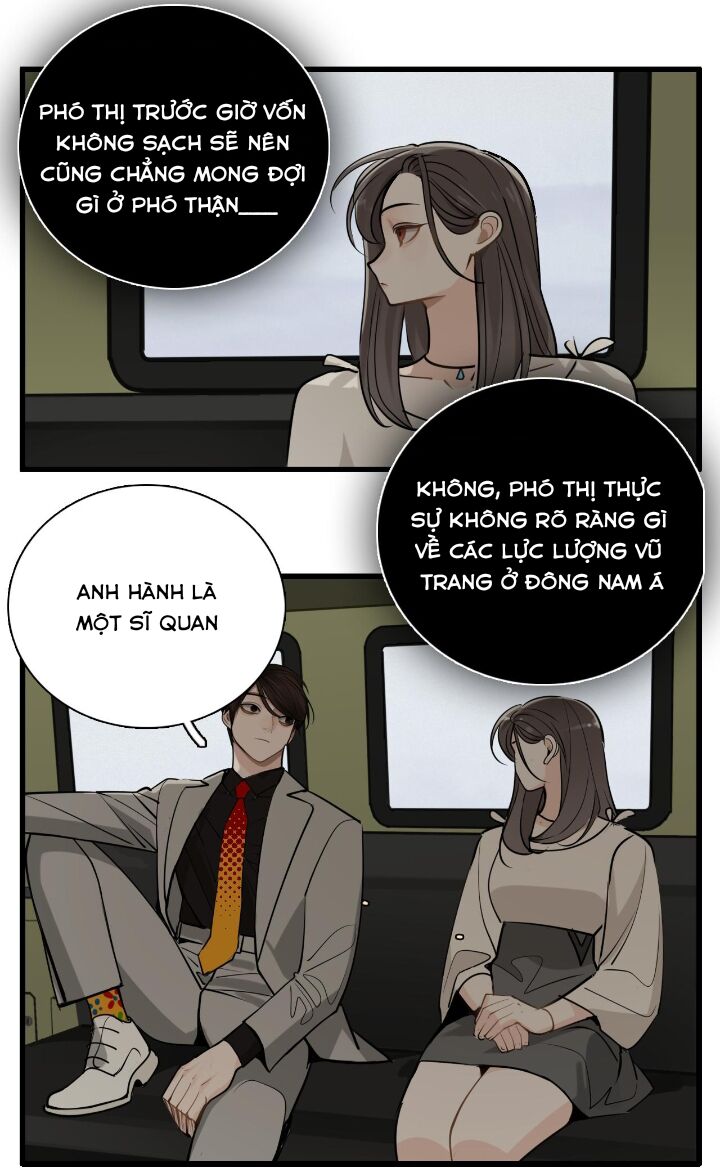 PHÓ THỊ TRƯỚC GIỜ VỐN
KHÔNG SẠCH SẼ NÊN
CŨNG CHẲNG MONG ĐỢI
GÌ Ở PHÓ THẬN___
KHÔNG, PHÓ THỊ THỰC
SỰ KHÔNG RÕ RÀNG GÌ
VỀ CÁC LỰC LƯỢNG VŨ
TRANG Ở ĐÔNG NAM Á
ANH HÀNH LÀ
MỘT SĨ QUAN